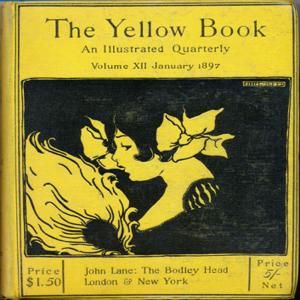 The Yellow Book
An Illustrated Quarterly
Volume XII January 1897
Price
$1.50
John Lane: The Bodley Head
London & New York
Price
5/-
Net